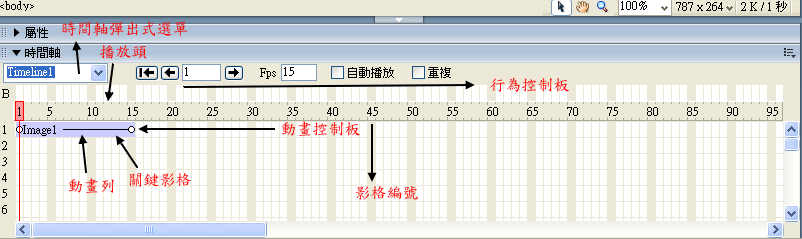 <body>
100% 787 x 264 2 K / 1 秒
屬性
時間軸彈出式選單
時間軸 播放頭
Timeline1 1 Fps 15 自動播放 重複
B 行為控制板
1 5 10 15 20 25 30 35 40 45 50 55 60 65 70 75 80 85 90 95
1 Image1 動畫控制板
2
3
4 動畫列 關鍵影格
5 影格編號
6